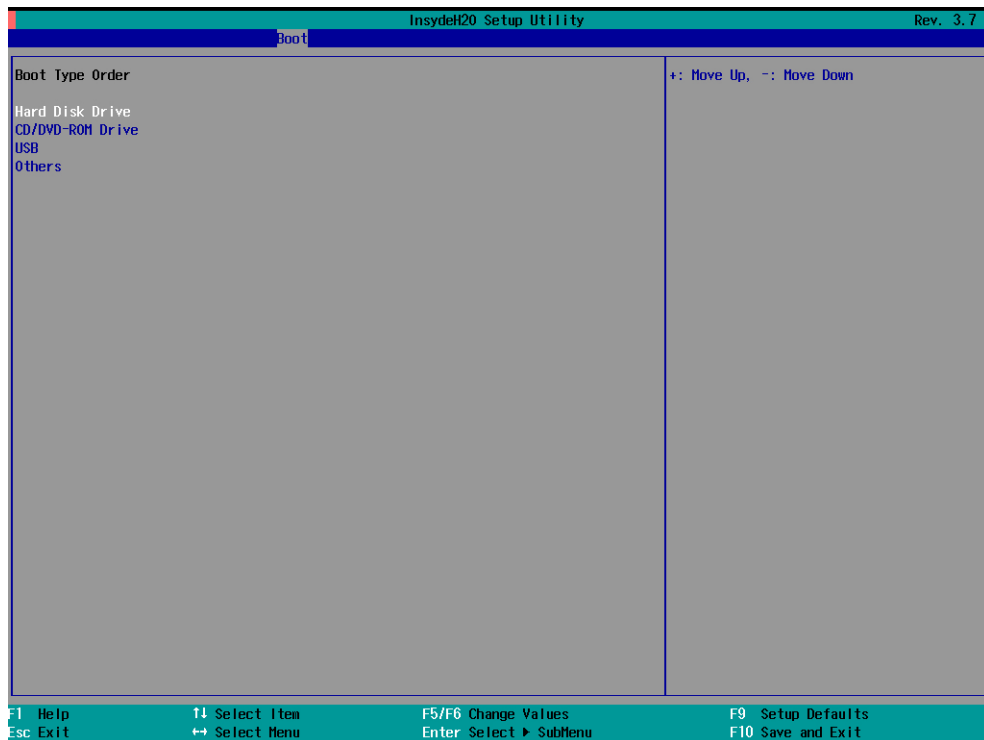 InsydeH20 Setup Utility Rev. 3.7
Boot
Boot Type Order
+: Move Up, -: Move Down
Hard Disk Drive
CD/DVD-ROM Drive
USB
Others
F1 Help ↑↓ Select Item F5/F6 Change Values F9 Setup Defaults
Esc Exit ↔ Select Menu Enter Select ▶ SubMenu F10 Save and Exit